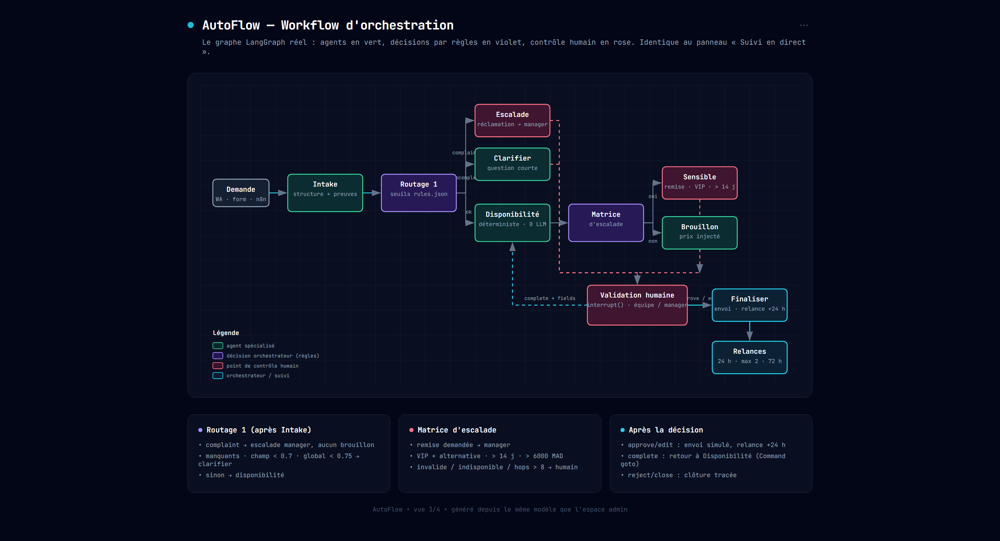 AutoFlow — Workflow d'orchestration
...
Le graphe LangGraph réel : agents en vert, décisions par règles en violet, contrôle humain en rose. Identique au panneau « Suivi en direct
».
Escalade
réclamation → manager
complain
Clarifier
question courte
ncomple
Demande
WA · form · n8n
Intake
structure + preuves
Routage 1
seuils rules.json
ok
Disponibilité
déterministe · 0 LLM
Matrice
d'escalade
oui
Sensible
remise · VIP · > 14 j
Brouillon
prix injecté
non
complete + fields
Validation humaine
interrupt() · équipe / manager
rove / e
Finaliser
envoi · relance +24 h
Relances
24 h · max 2 · 72 h
Légende
agent spécialisé
décision orchestrateur (règles)
point de contrôle humain
orchestrateur / suivi
Routage 1 (après Intake)
• complaint → escalade manager, aucun brouillon
• manquants · champ < 0.7 · global < 0.75 →
clarifier
• sinon → disponibilité
Matrice d'escalade
• remise demandée → manager
• VIP + alternative · > 14 j · > 6000 MAD
• invalide / indisponible / hops > 8 → humain
Après la décision
• approve/edit : envoi simulé, relance +24 h
• complete : retour à Disponibilité (Command
goto)
• reject/close : clôture tracée
AutoFlow • vue 3/4 • généré depuis le même modèle que l'espace admin